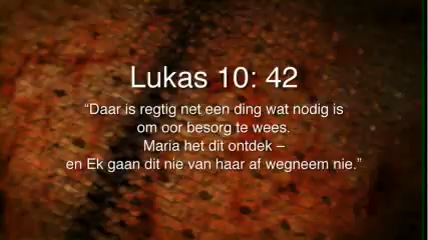 Lukas 10: 42
“Daar is regtig net een ding wat nodig is
om oor besorg te wees.
Maria het dit ontdek –
en Ek gaan dit nie van haar af wegneem nie.”